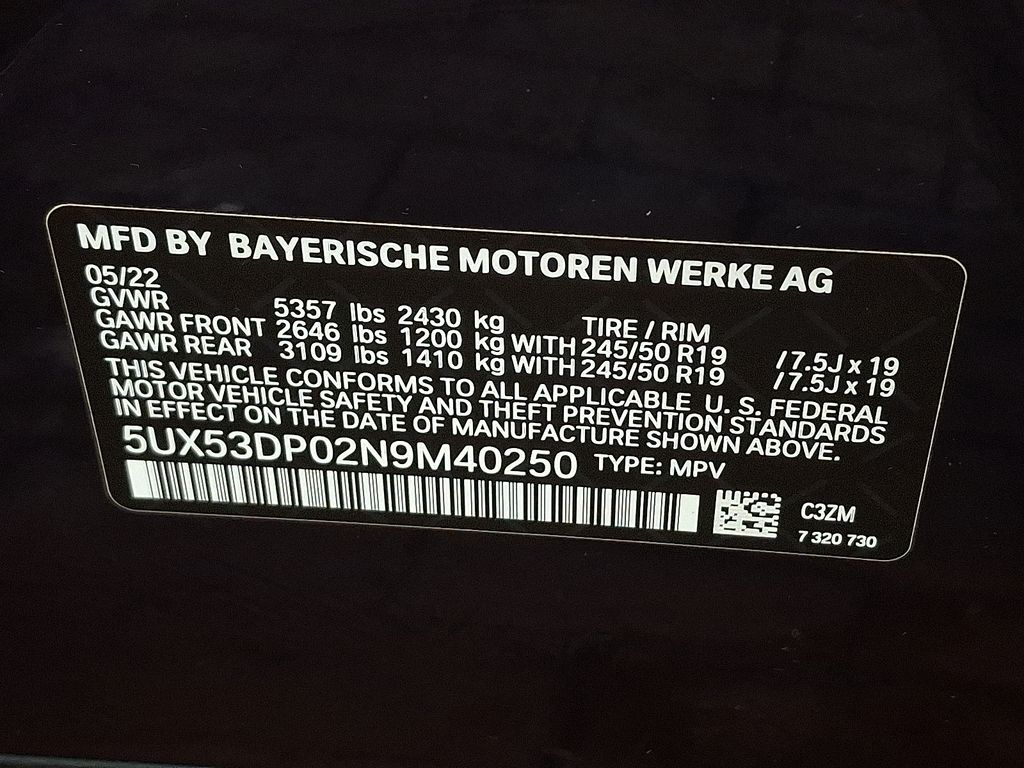 MFD BY BAYERISCHE MOTOREN WERKE AG
05/22
GVWR 5357 lbs 2430 kg TIRE / RIM
GAWR FRONT 2646 lbs 1200 kg WITH 245/50 R19 / 7.5J x 19
GAWR REAR 3109 lbs 1410 kg WITH 245/50 R19 / 7.5J x 19
THIS VEHICLE CONFORMS TO ALL APPLICABLE U. S. FEDERAL
MOTOR VEHICLE SAFETY AND THEFT PREVENTION STANDARDS
IN EFFECT ON THE DATE OF MANUFACTURE SHOWN ABOVE.
5UX53DP02N9M40250 TYPE: MPV
C3ZM
7 320 730